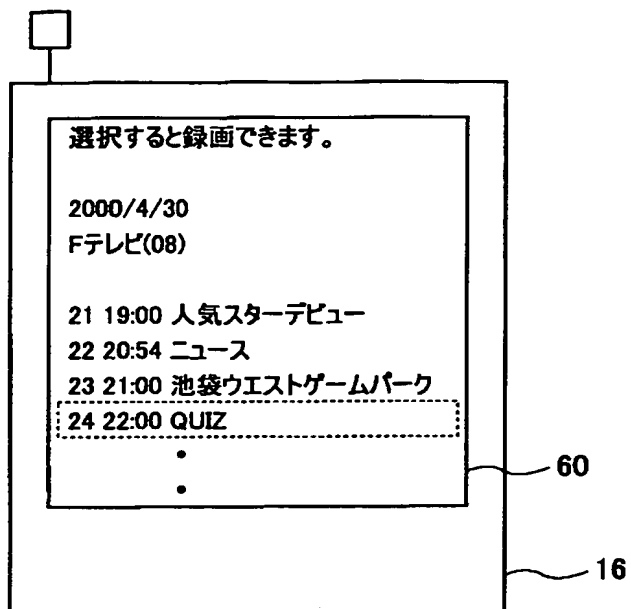 選択すると録画できます。
2000/4/30
Fテレビ(08)
21 19:00 人気スターデビュー
22 20:54 ニュース
23 21:00 池袋ウエストゲームパーク
24 22:00 QUIZ
60
16